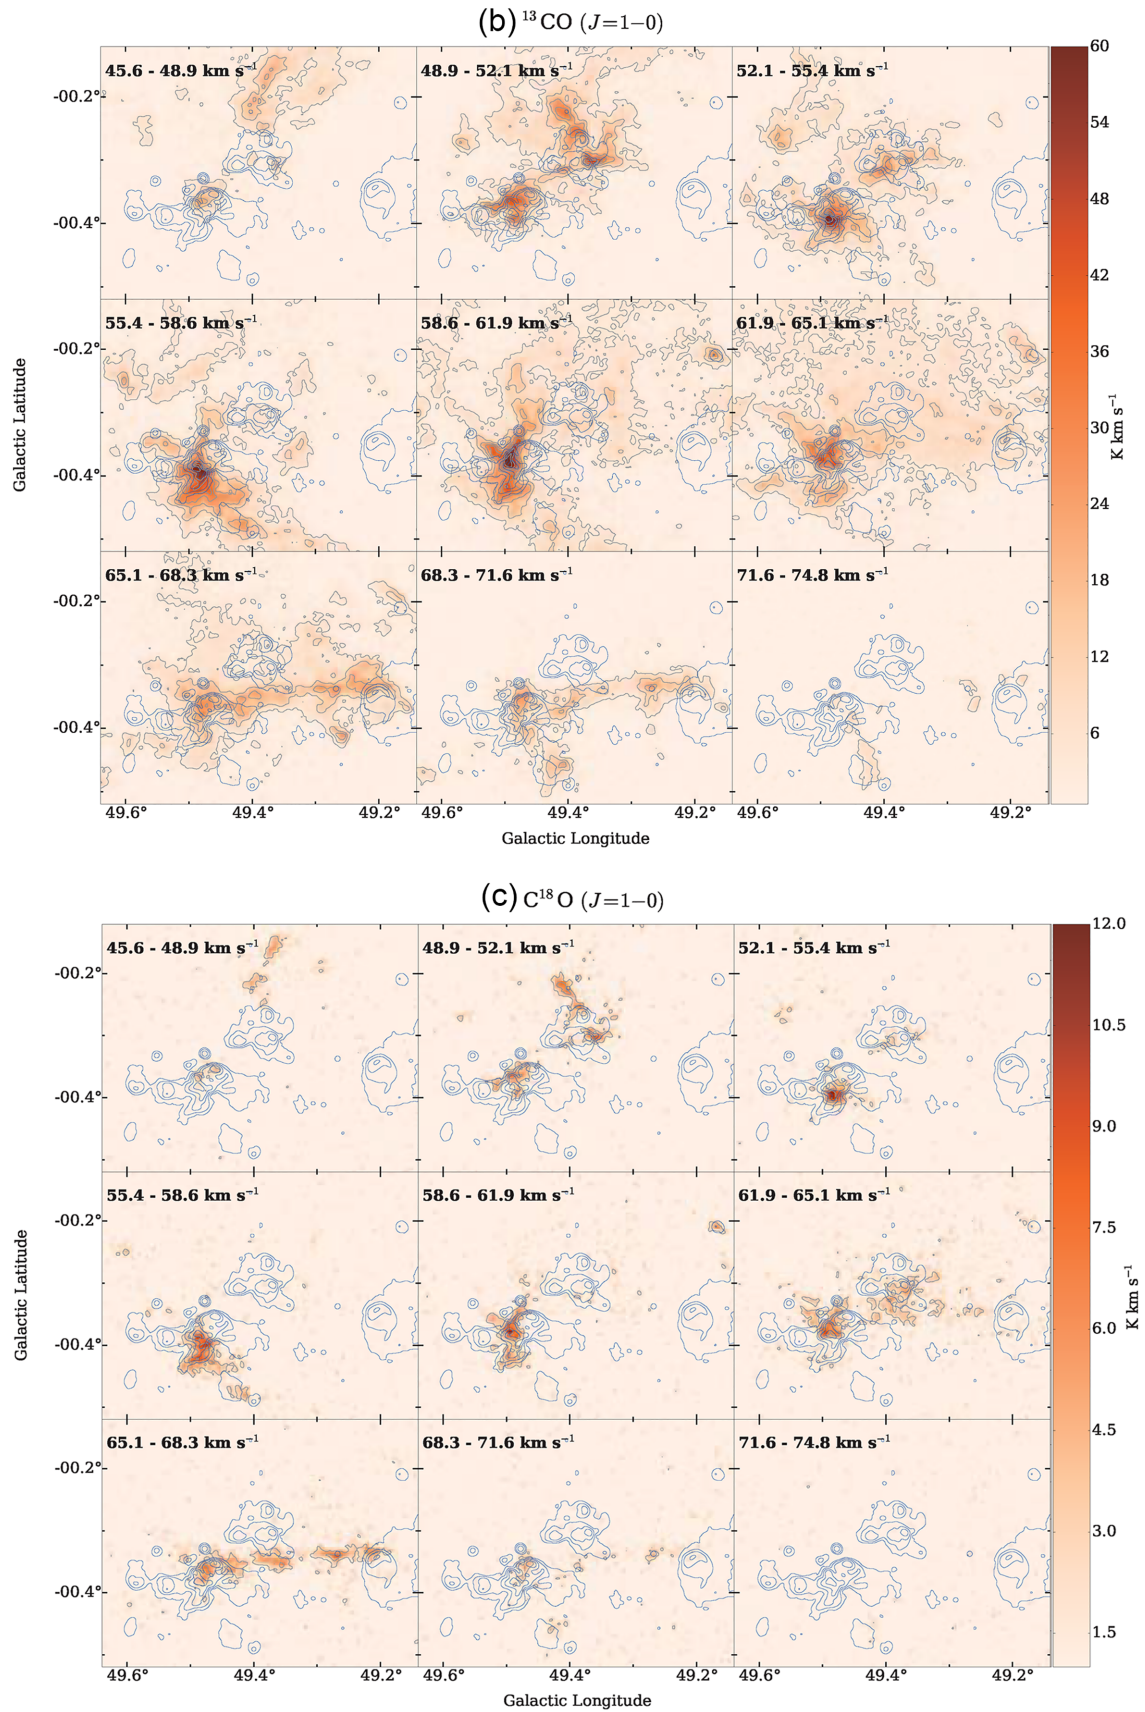 (b) ¹³CO (J=1−0)
45.6 - 48.9 km s⁻¹
48.9 - 52.1 km s⁻¹
52.1 - 55.4 km s⁻¹
60
54
48
42
36
30
24
18
12
6
K km s⁻¹
-00.2°
-00.4°
55.4 - 58.6 km s⁻¹
58.6 - 61.9 km s⁻¹
61.9 - 65.1 km s⁻¹
-00.2°
-00.4°
Galactic Latitude
65.1 - 68.3 km s⁻¹
68.3 - 71.6 km s⁻¹
71.6 - 74.8 km s⁻¹
-00.2°
-00.4°
49.6° 49.4° 49.2° 49.6° 49.4° 49.2° 49.6° 49.4° 49.2°
Galactic Longitude
(c) C¹⁸O (J=1−0)
45.6 - 48.9 km s⁻¹
48.9 - 52.1 km s⁻¹
52.1 - 55.4 km s⁻¹
12.0
10.5
9.0
7.5
6.0
4.5
3.0
1.5
K km s⁻¹
-00.2°
-00.4°
55.4 - 58.6 km s⁻¹
58.6 - 61.9 km s⁻¹
61.9 - 65.1 km s⁻¹
-00.2°
-00.4°
Galactic Latitude
65.1 - 68.3 km s⁻¹
68.3 - 71.6 km s⁻¹
71.6 - 74.8 km s⁻¹
-00.2°
-00.4°
49.6° 49.4° 49.2° 49.6° 49.4° 49.2° 49.6° 49.4° 49.2°
Galactic Longitude